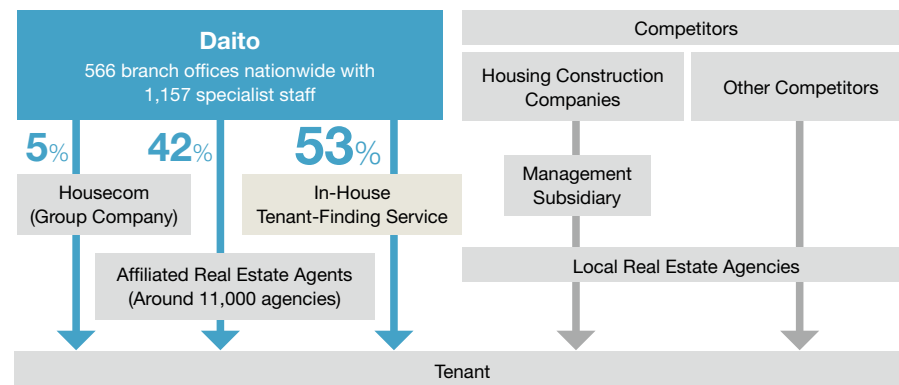 Daito
566 branch offices nationwide with
1,157 specialist staff
5%
42%
53%
Housecom
(Group Company)
In-House
Tenant-Finding Service
Affiliated Real Estate Agents
(Around 11,000 agencies)
Competitors
Housing Construction
Companies
Other Competitors
Management
Subsidiary
Local Real Estate Agencies
Tenant